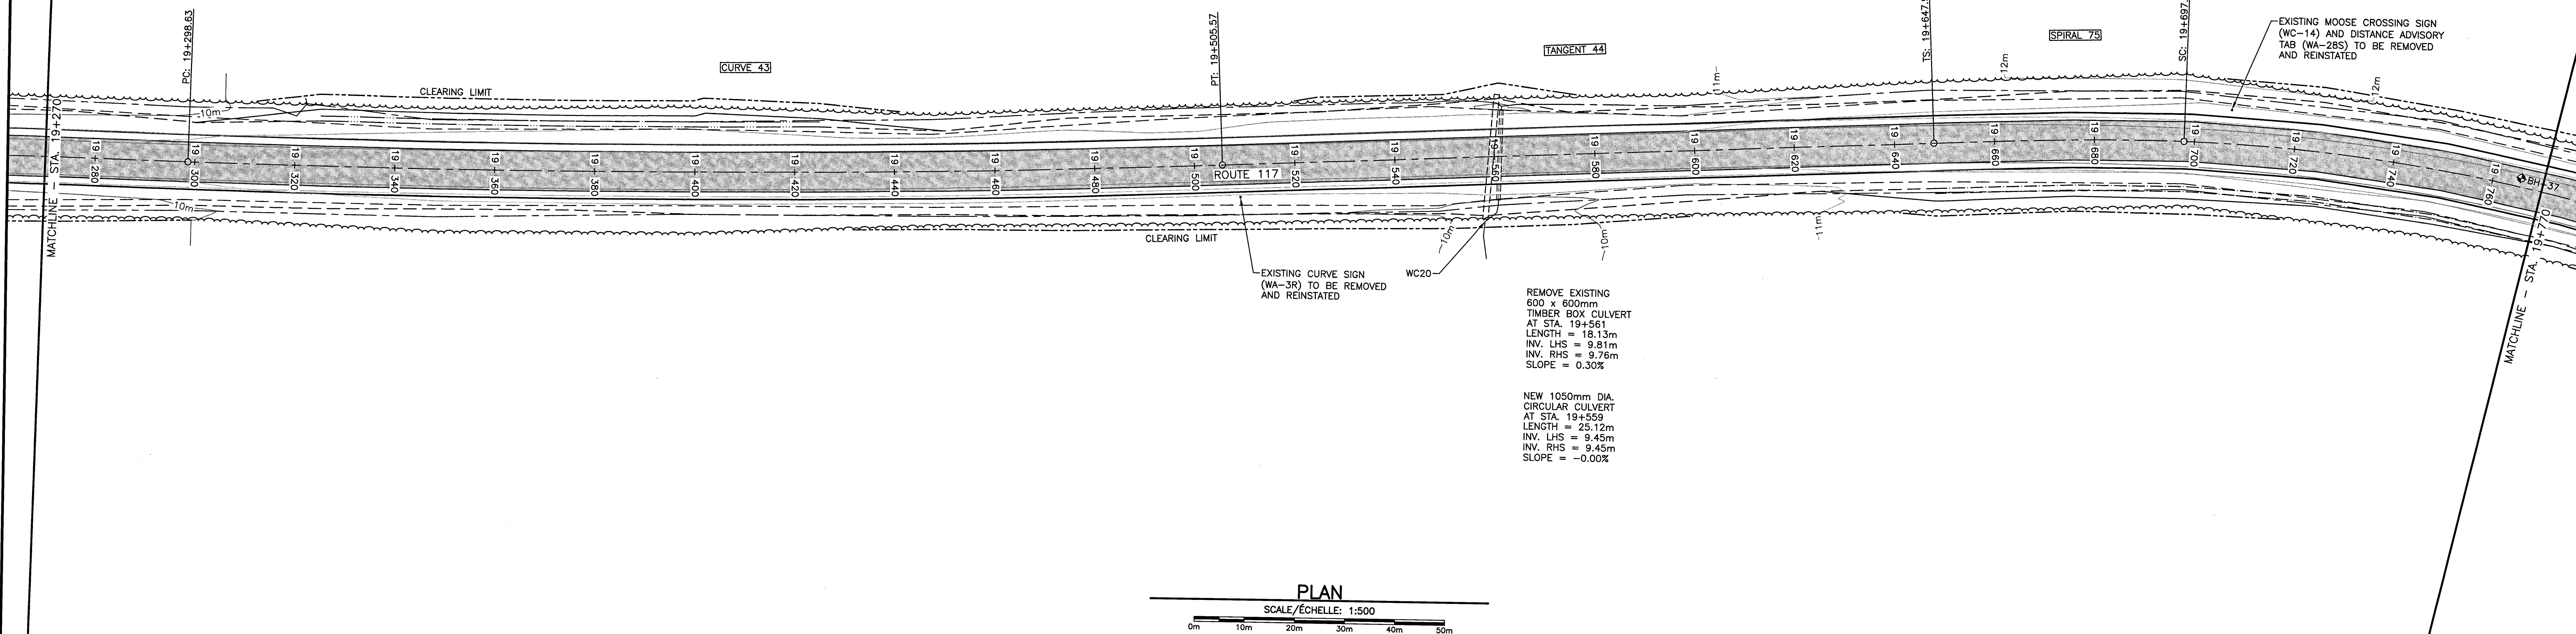 PC: 19+298.63
PT: 19+505.57
TS: 19+647.
SC: 19+697.
CURVE 43
TANGENT 44
SPIRAL 75
EXISTING MOOSE CROSSING SIGN
(WC-14) AND DISTANCE ADVISORY
TAB (WA-28S) TO BE REMOVED
AND REINSTATED
CLEARING LIMIT
-10m
-11m-
-12m
-12m
MATCHLINE - STA. 19+270
19+280
19+300
19+320
19+340
19+360
19+380
19+400
19+420
19+440
19+460
19+480
19+500
19+520
19+540
19+560
19+580
19+600
19+620
19+640
19+660
19+680
19+700
19+720
19+740
19+760
ROUTE 117
BH-37
-10m
CLEARING LIMIT
-10m
-10m
-11m
MATCHLINE - STA. 19+770
EXISTING CURVE SIGN
(WA-3R) TO BE REMOVED
AND REINSTATED
WC20
REMOVE EXISTING
600 x 600mm
TIMBER BOX CULVERT
AT STA. 19+561
LENGTH = 18.13m
INV. LHS = 9.81m
INV. RHS = 9.76m
SLOPE = 0.30%
NEW 1050mm DIA.
CIRCULAR CULVERT
AT STA. 19+559
LENGTH = 25.12m
INV. LHS = 9.45m
INV. RHS = 9.45m
SLOPE = -0.00%
PLAN
SCALE/ÉCHELLE: 1:500
0m 10m 20m 30m 40m 50m